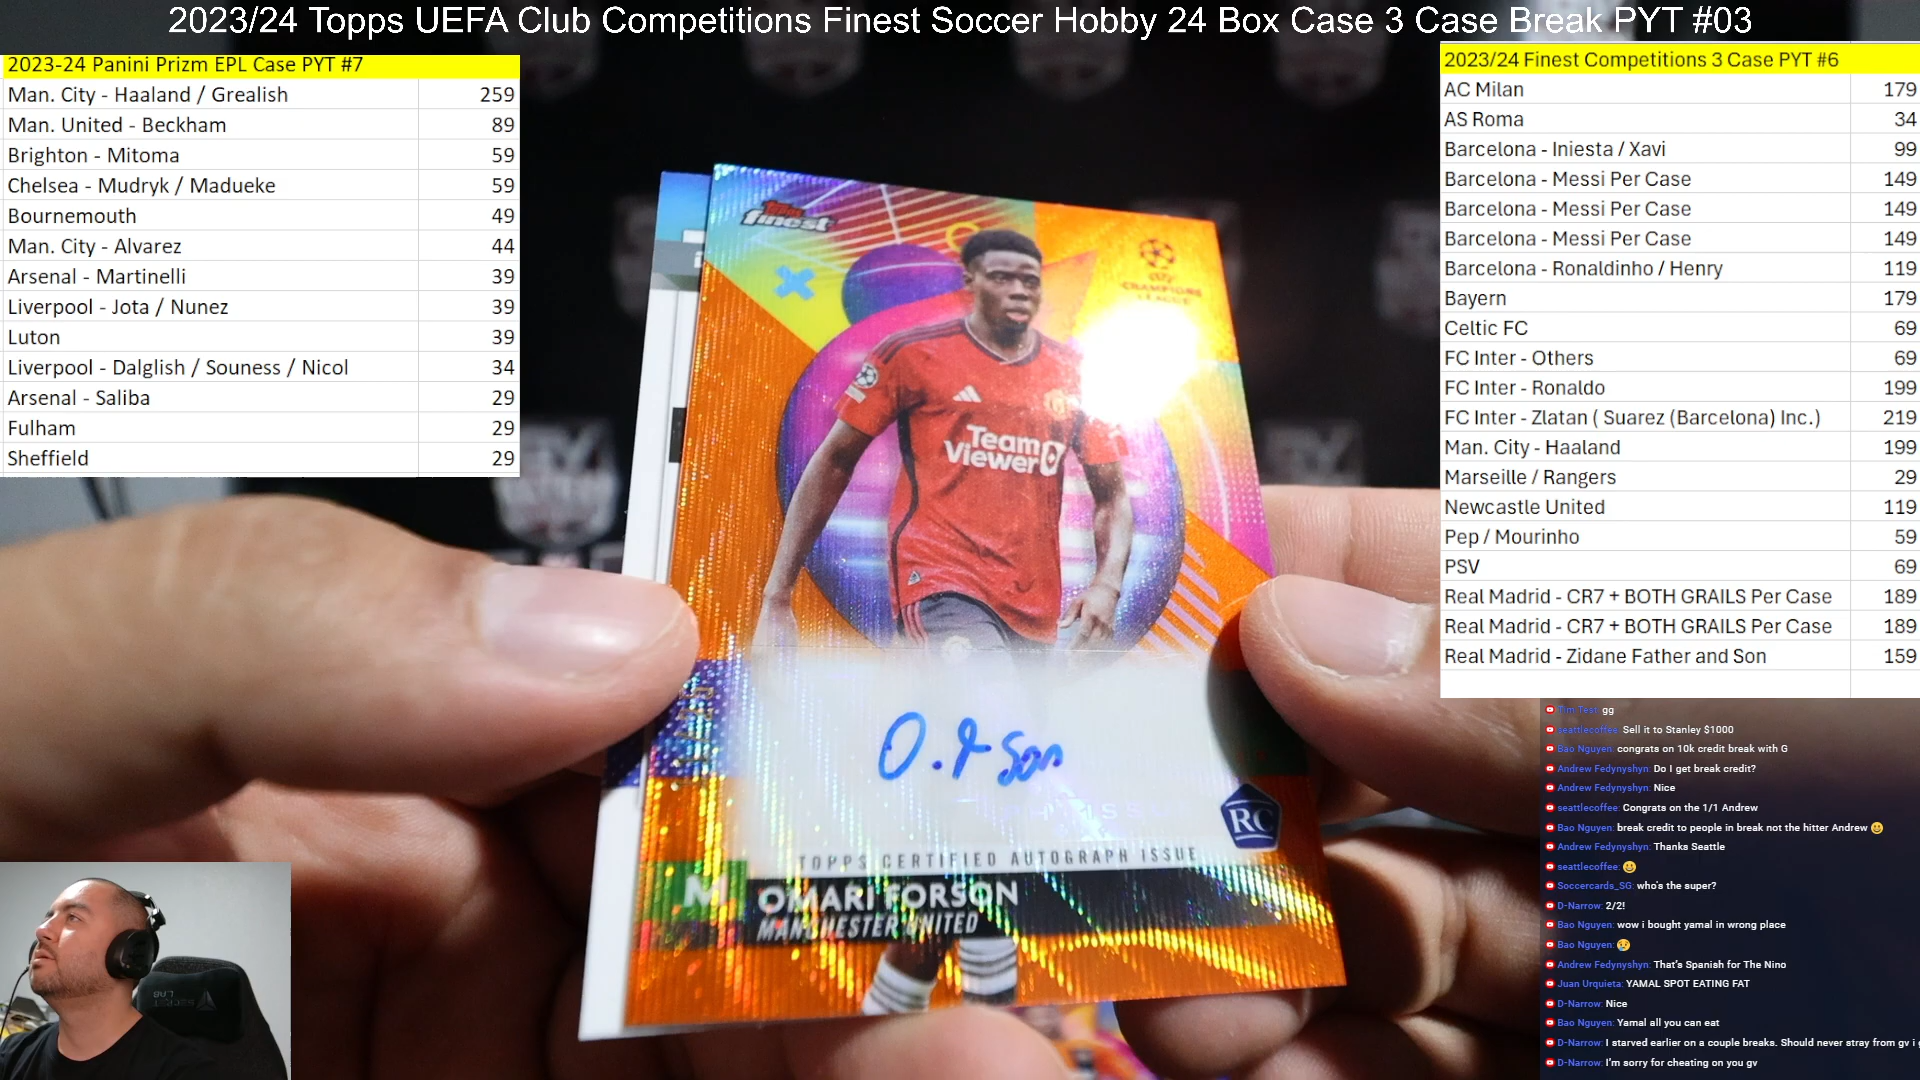 2023/24 Topps UEFA Club Competitions Finest Soccer Hobby 24 Box Case 3 Case Break PYT #03
2023-24 Panini Prizm EPL Case PYT #7
Man. City - Haaland / Grealish 259
Man. United - Beckham 89
Brighton - Mitoma 59
Chelsea - Mudryk / Madueke 59
Bournemouth 49
Man. City - Alvarez 44
Arsenal - Martinelli 39
Liverpool - Jota / Nunez 39
Luton 39
Liverpool - Dalglish / Souness / Nicol 34
Arsenal - Saliba 29
Fulham 29
Sheffield 29
Topps
finest
CHAMPIONS
LEAGUE
Team
Viewer
O. F Son
RC
TOPPS CERTIFIED AUTOGRAPH ISSUE
OMARI FORSON
MANCHESTER UNITED
2023/24 Finest Competitions 3 Case PYT #6
AC Milan 179
AS Roma 34
Barcelona - Iniesta / Xavi 99
Barcelona - Messi Per Case 149
Barcelona - Messi Per Case 149
Barcelona - Messi Per Case 149
Barcelona - Ronaldinho / Henry 119
Bayern 179
Celtic FC 69
FC Inter - Others 69
FC Inter - Ronaldo 199
FC Inter - Zlatan ( Suarez (Barcelona) Inc.) 219
Man. City - Haaland 199
Marseille / Rangers 29
Newcastle United 119
Pep / Mourinho 59
PSV 69
Real Madrid - CR7 + BOTH GRAILS Per Case 189
Real Madrid - CR7 + BOTH GRAILS Per Case 189
Real Madrid - Zidane Father and Son 159
Tim Test: gg
seattlecoffee: Sell it to Stanley $1000
Bao Nguyen: congrats on 10k credit break with G
Andrew Fedynyshyn: Do I get break credit?
Andrew Fedynyshyn: Nice
seattlecoffee: Congrats on the 1/1 Andrew
Bao Nguyen: break credit to people in break not the hitter Andrew 😀
Andrew Fedynyshyn: Thanks Seattle
seattlecoffee: 😀
Soccercards_SG: who's the super?
D-Narrow: 2/2!
Bao Nguyen: wow i bought yamal in wrong place
Bao Nguyen: 😢
Andrew Fedynyshyn: That's Spanish for The Nino
Juan Urquieta: YAMAL SPOT EATING FAT
D-Narrow: Nice
Bao Nguyen: Yamal all you can eat
D-Narrow: I starved earlier on a couple breaks. Should never stray from gv i
D-Narrow: I'm sorry for cheating on you gv